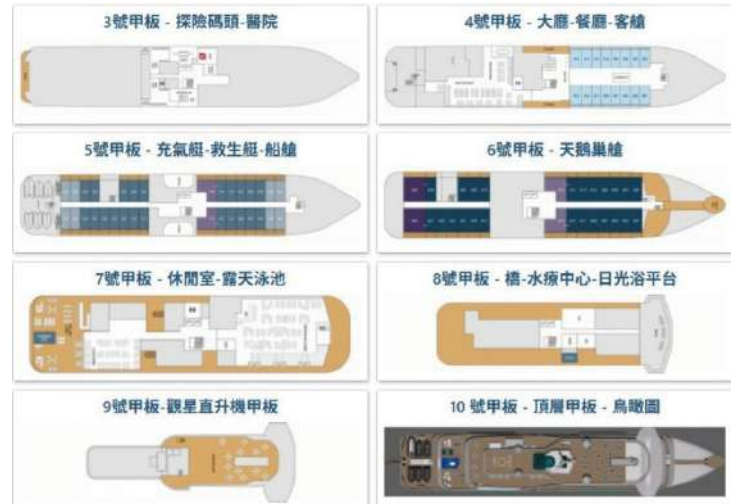 3號甲板 - 探險碼頭-醫院
4號甲板 - 大廳-餐廳-客艙
5號甲板 - 充氣艇-救生艇-船艙
6號甲板 - 天鵝巢艙
7號甲板 - 休閒室-露天泳池
8號甲板 - 橋-水療中心-日光浴平台
9號甲板-觀星直升機甲板
10 號甲板 - 頂層甲板 - 鳥瞰圖